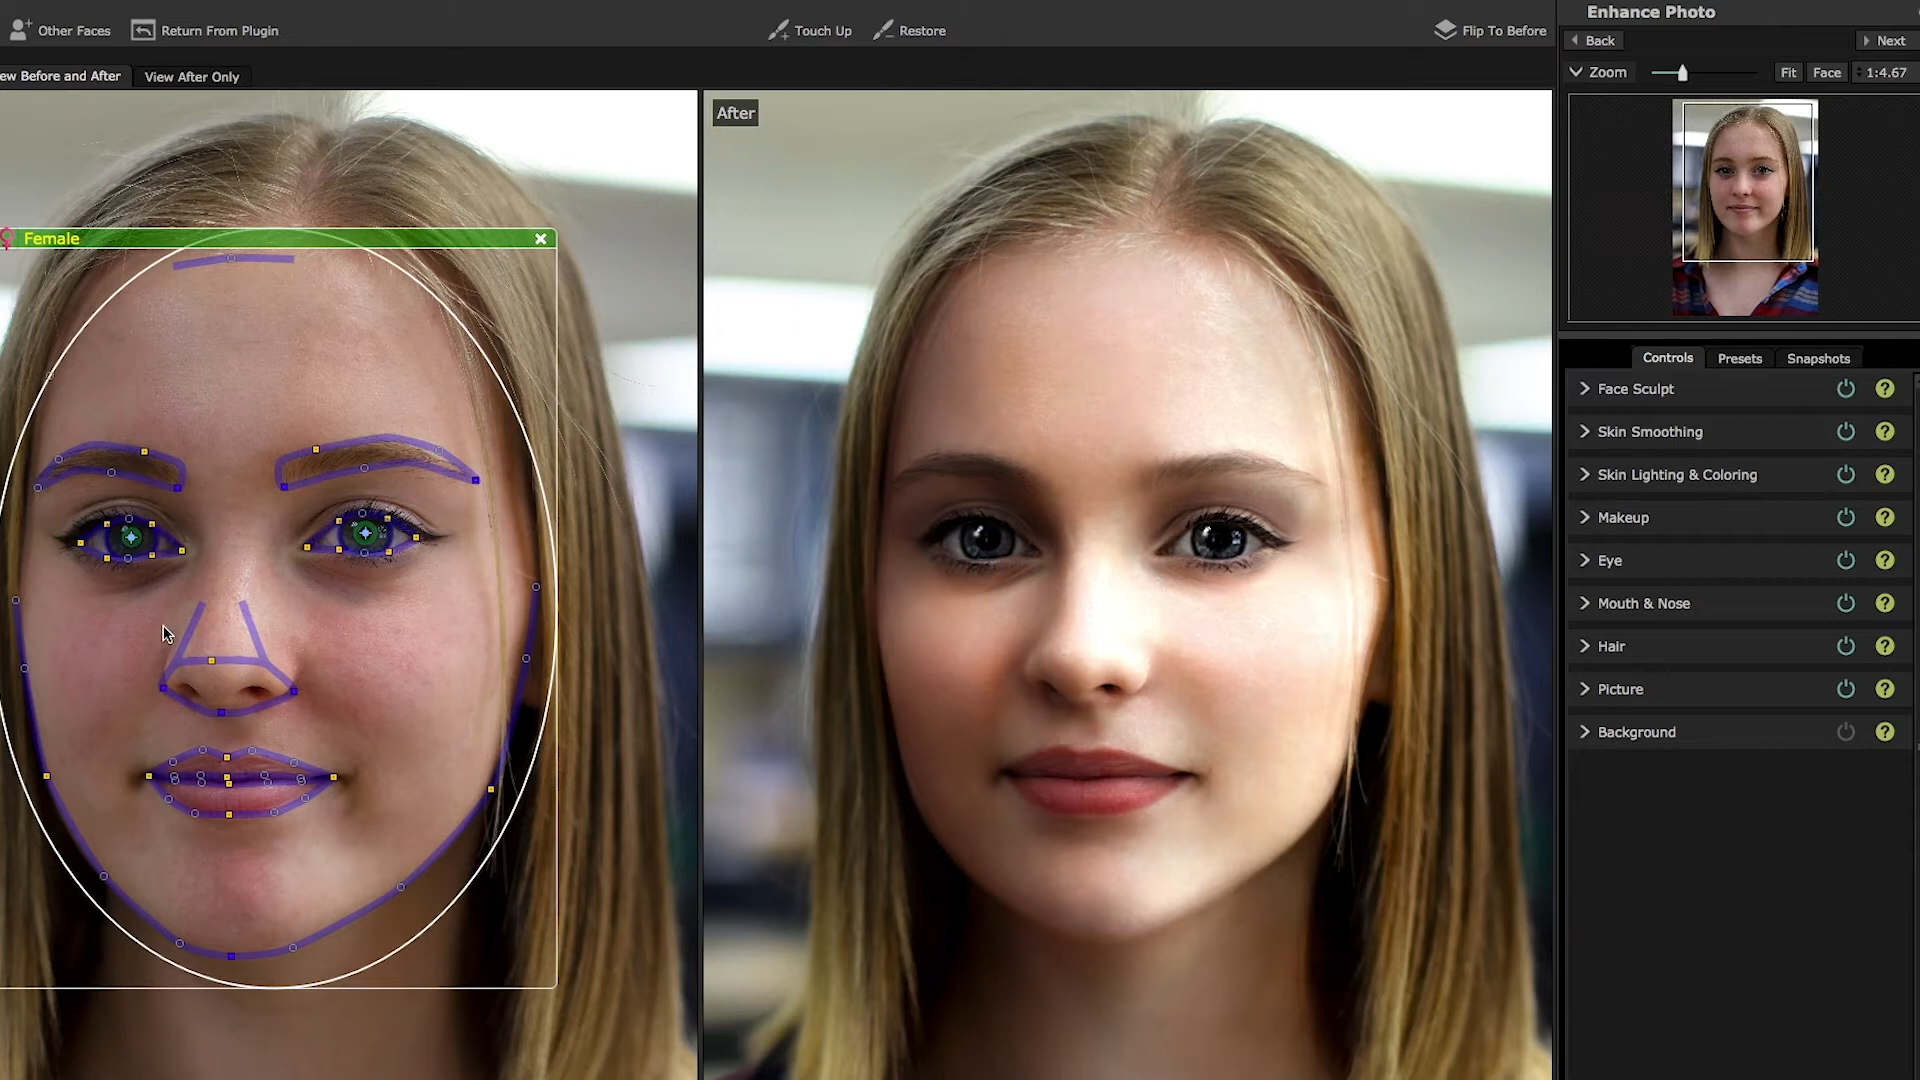 Other Faces
Return From Plugin
Touch Up
Restore
Flip To Before
Enhance Photo
Back
Next
ew Before and After
View After Only
Zoom
Fit
Face
1:4.67
After
Female
Controls
Presets
Snapshots
Face Sculpt
?
Skin Smoothing
?
Skin Lighting & Coloring
?
Makeup
?
Eye
?
Mouth & Nose
?
Hair
?
Picture
?
Background
?